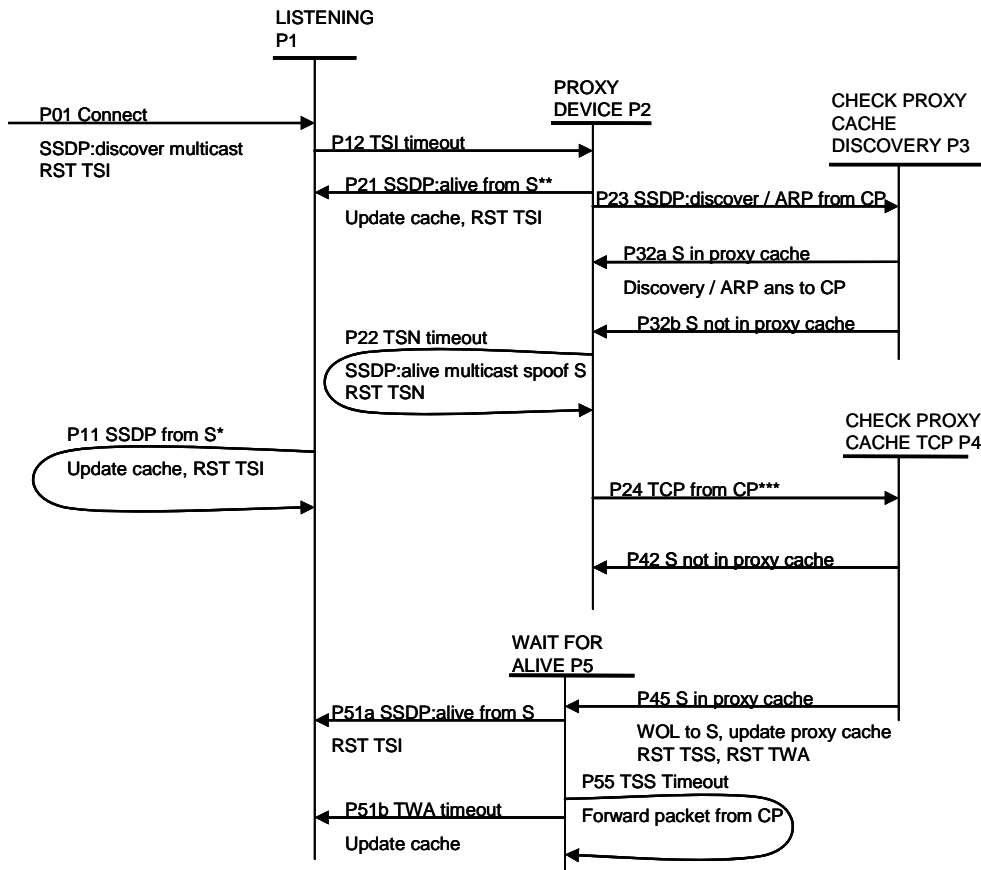 LISTENING
P1
P01 Connect
SSDP:discover multicast
RST TSI
PROXY
DEVICE P2
CHECK PROXY
CACHE
DISCOVERY P3
P12 TSI timeout
P21 SSDP:alive from S**
Update cache, RST TSI
P23 SSDP:discover / ARP from CP
P32a S in proxy cache
Discovery / ARP ans to CP
P32b S not in proxy cache
P22 TSN timeout
SSDP:alive multicast spoof S
RST TSN
P11 SSDP from S*
Update cache, RST TSI
CHECK PROXY
CACHE TCP P4
P24 TCP from CP***
P42 S not in proxy cache
WAIT FOR
ALIVE P5
P45 S in proxy cache
WOL to S, update proxy cache
RST TSS, RST TWA
P51a SSDP:alive from S
RST TSI
P55 TSS Timeout
Forward packet from CP
P51b TWA timeout
Update cache